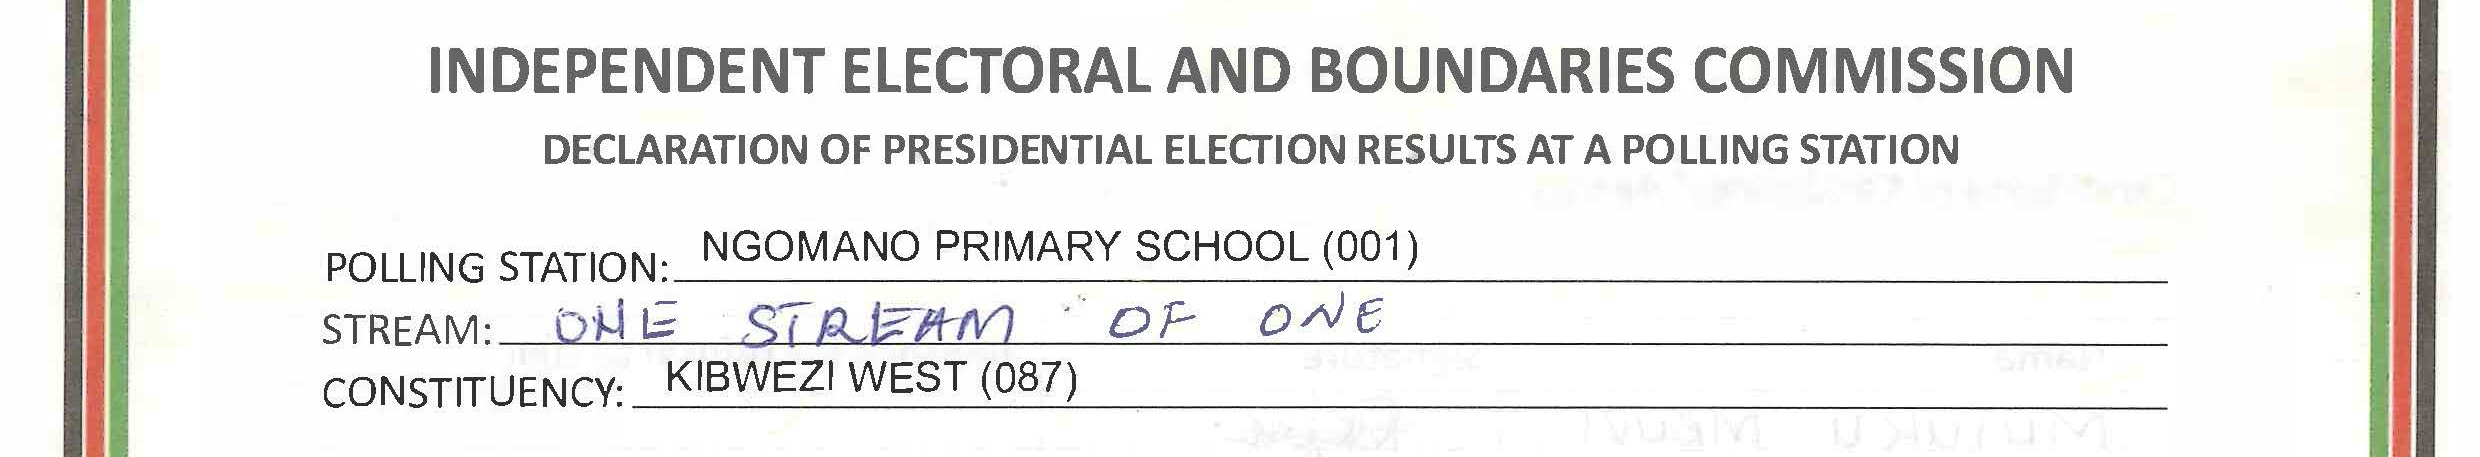 INDEPENDENT ELECTORAL AND BOUNDARIES COMMISSION
DECLARATION OF PRESIDENTIAL ELECTION RESULTS AT A POLLING STATION
POLLING STATION: NGOMANO PRIMARY SCHOOL (001)
STREAM: ONE STREAM OF ONE
CONSTITUENCY: KIBWEZI WEST (087)